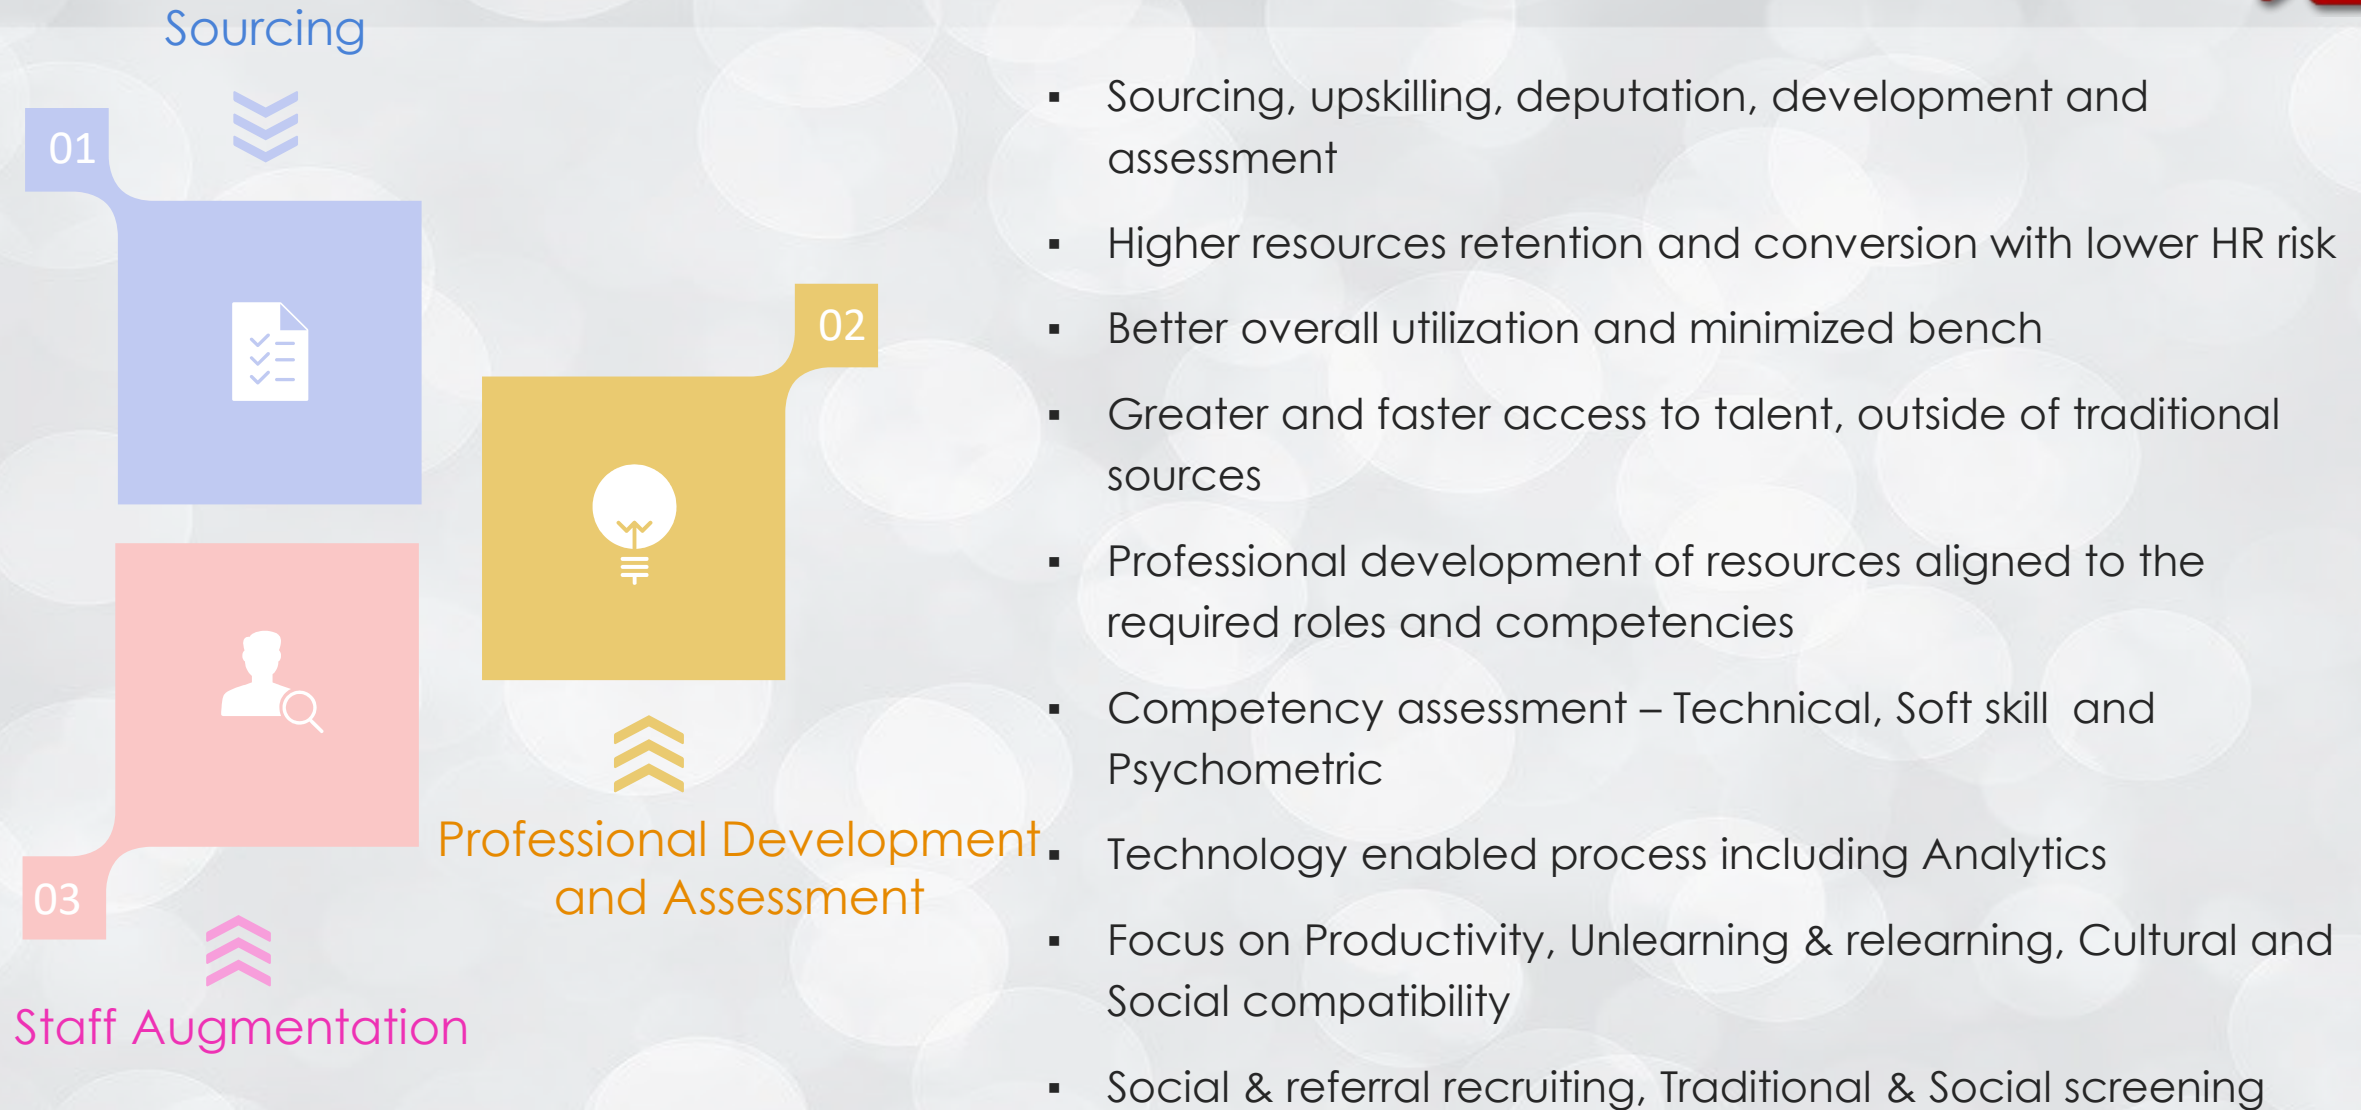 Sourcing
01
02
Professional Development
and Assessment
03
Staff Augmentation
▪ Sourcing, upskilling, deputation, development and
assessment
▪ Higher resources retention and conversion with lower HR risk
▪ Better overall utilization and minimized bench
▪ Greater and faster access to talent, outside of traditional
sources
▪ Professional development of resources aligned to the
required roles and competencies
▪ Competency assessment – Technical, Soft skill  and
Psychometric
▪ Technology enabled process including Analytics
▪ Focus on Productivity, Unlearning & relearning, Cultural and
Social compatibility
▪ Social & referral recruiting, Traditional & Social screening